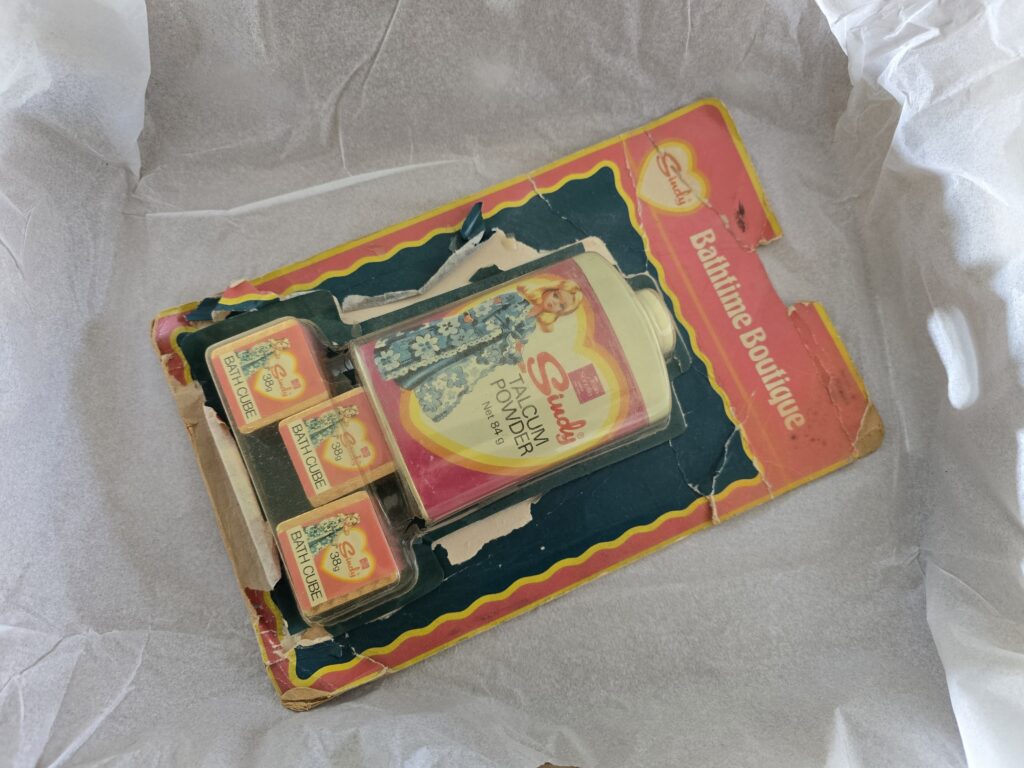 Sindy
Bathtime Boutique
Sindy
TALCUM
POWDER
Net 84 g
Sindy
38g
BATH CUBE
Sindy
38g
BATH CUBE
Sindy
38g
BATH CUBE